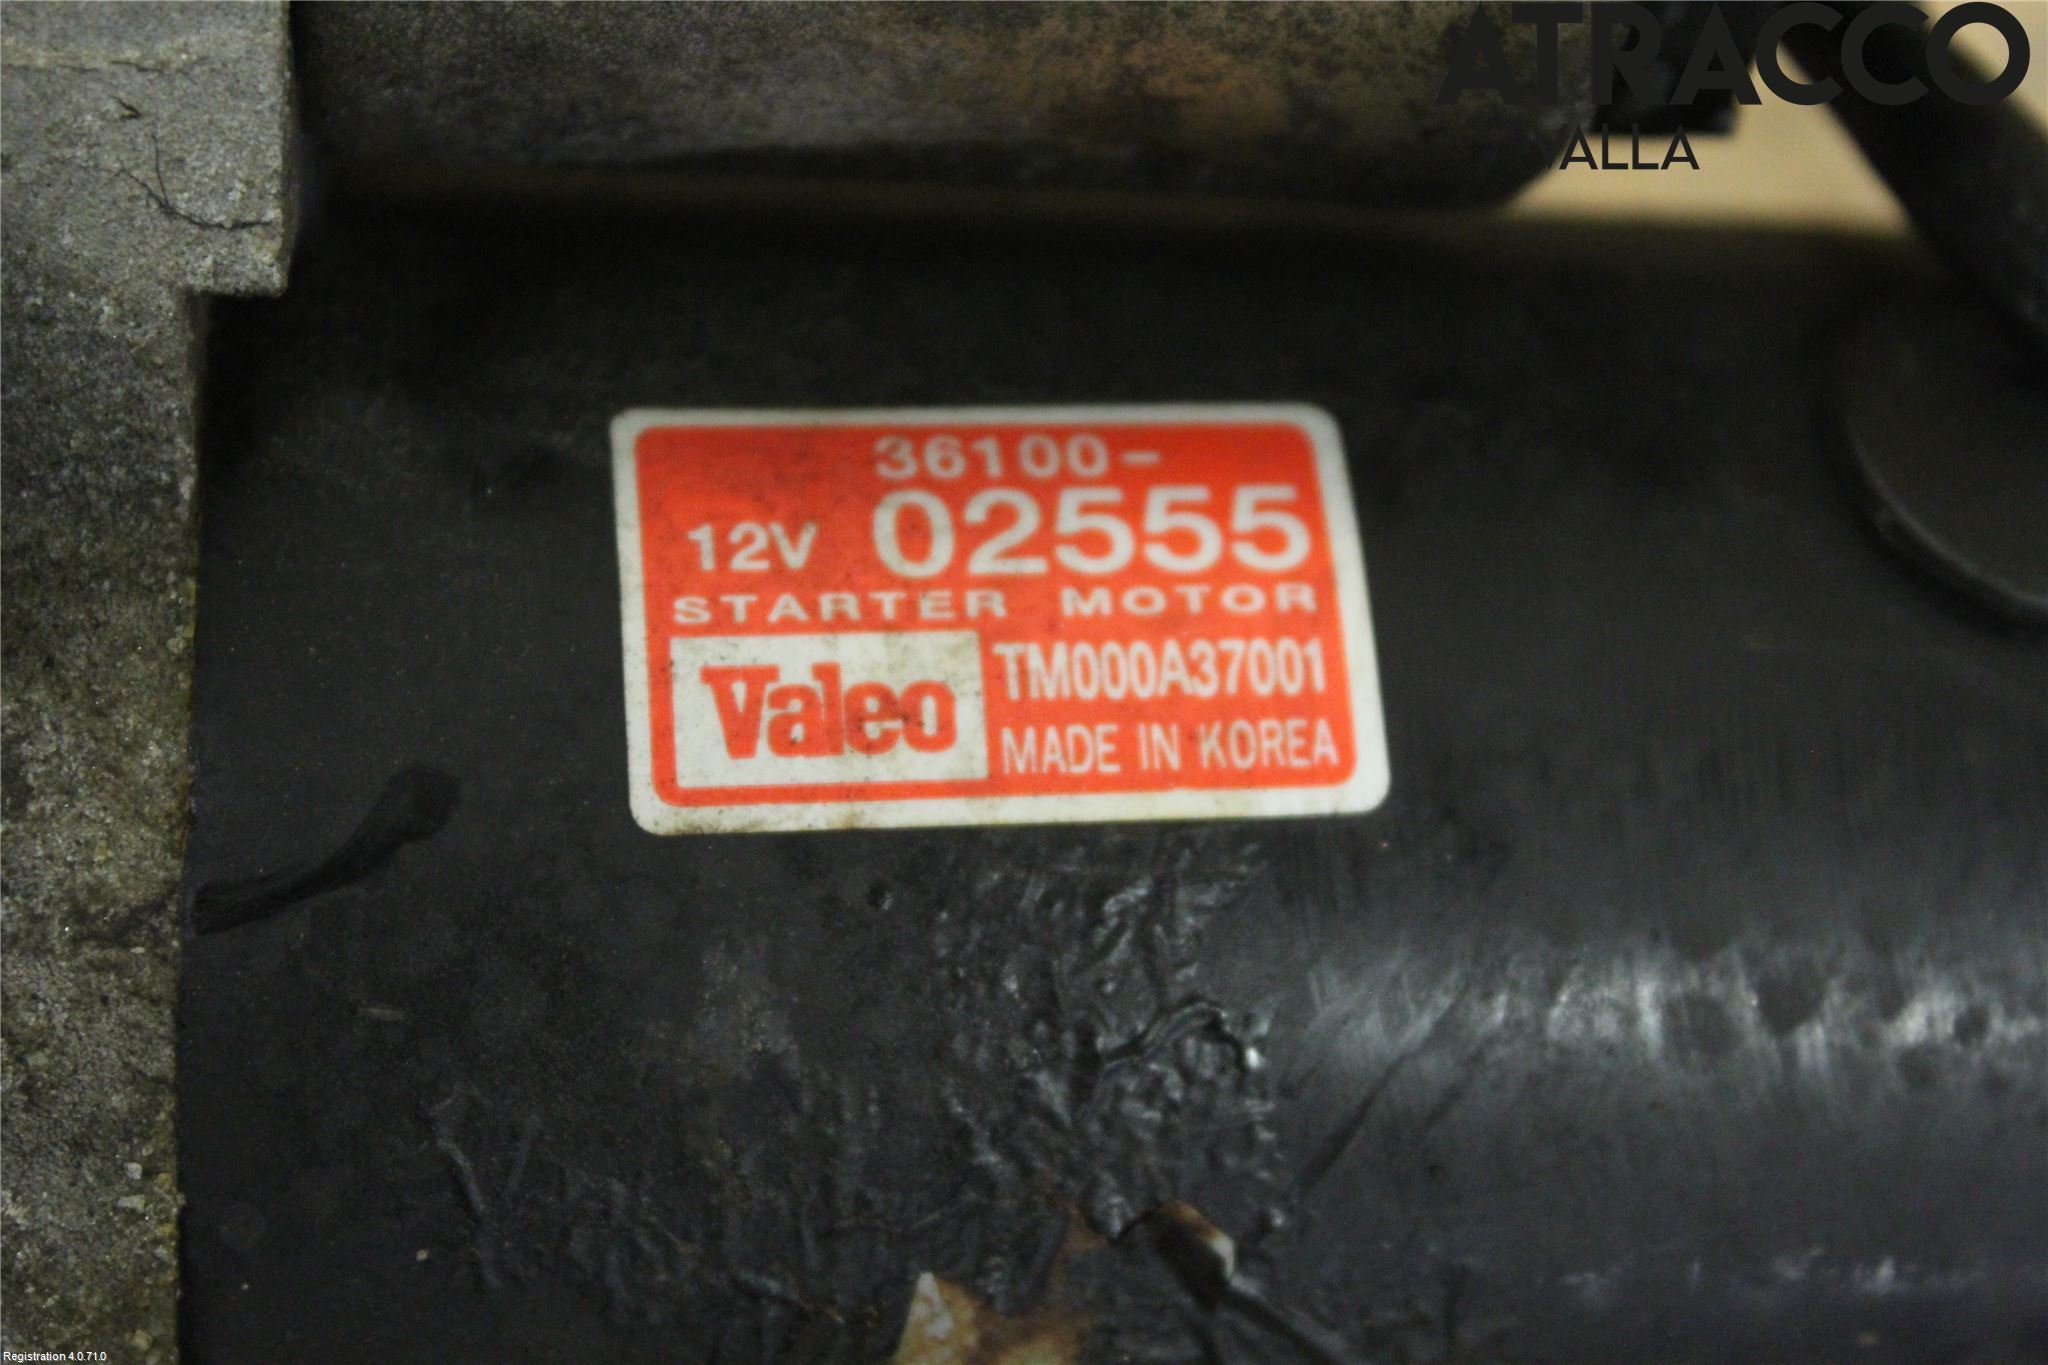 ATRACCO
VALLA
36100-
12V 02555
STARTER MOTOR
Valeo
TM000A37001
MADE IN KOREA
Registration 4.0.71.0